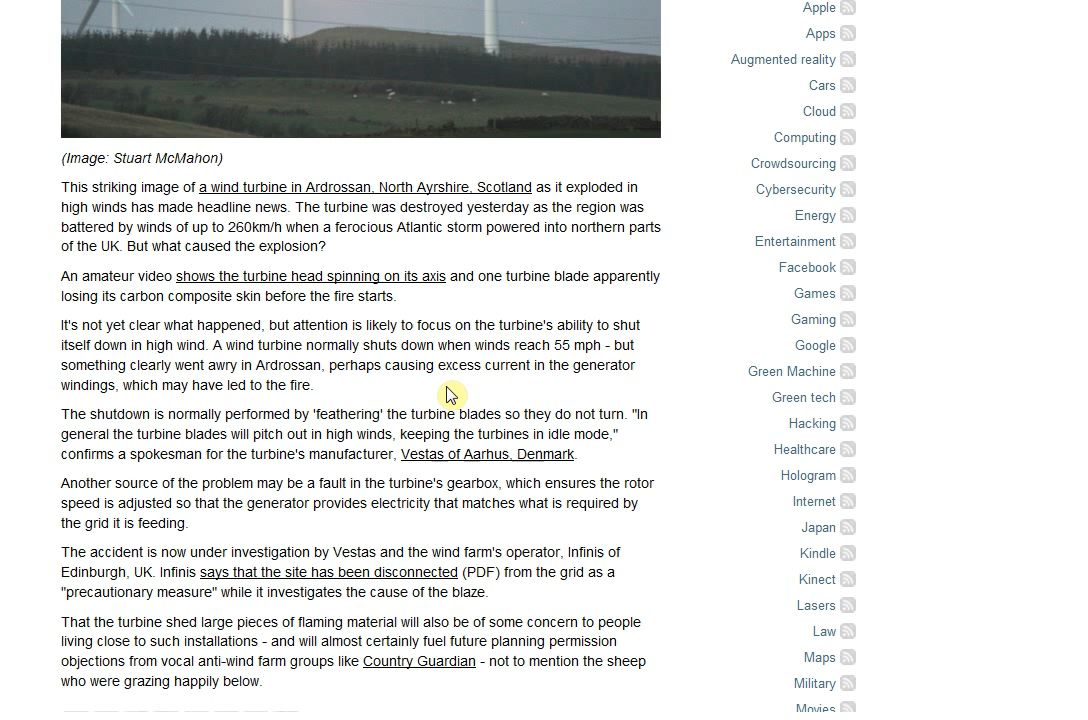 (Image: Stuart McMahon)
This striking image of a wind turbine in Ardrossan, North Ayrshire, Scotland as it exploded in
high winds has made headline news. The turbine was destroyed yesterday as the region was
battered by winds of up to 260km/h when a ferocious Atlantic storm powered into northern parts
of the UK. But what caused the explosion?
An amateur video shows the turbine head spinning on its axis and one turbine blade apparently
losing its carbon composite skin before the fire starts.
It's not yet clear what happened, but attention is likely to focus on the turbine's ability to shut
itself down in high wind. A wind turbine normally shuts down when winds reach 55 mph - but
something clearly went awry in Ardrossan, perhaps causing excess current in the generator
windings, which may have led to the fire.
The shutdown is normally performed by 'feathering' the turbine blades so they do not turn. "In
general the turbine blades will pitch out in high winds, keeping the turbines in idle mode,"
confirms a spokesman for the turbine's manufacturer, Vestas of Aarhus, Denmark.
Another source of the problem may be a fault in the turbine's gearbox, which ensures the rotor
speed is adjusted so that the generator provides electricity that matches what is required by
the grid it is feeding.
The accident is now under investigation by Vestas and the wind farm's operator, Infinis of
Edinburgh, UK. Infinis says that the site has been disconnected (PDF) from the grid as a
"precautionary measure" while it investigates the cause of the blaze.
That the turbine shed large pieces of flaming material will also be of some concern to people
living close to such installations - and will almost certainly fuel future planning permission
objections from vocal anti-wind farm groups like Country Guardian - not to mention the sheep
who were grazing happily below.
Apple
Apps
Augmented reality
Cars
Cloud
Computing
Crowdsourcing
Cybersecurity
Energy
Entertainment
Facebook
Games
Gaming
Google
Green Machine
Green tech
Hacking
Healthcare
Hologram
Internet
Japan
Kindle
Kinect
Lasers
Law
Maps
Military
Movies